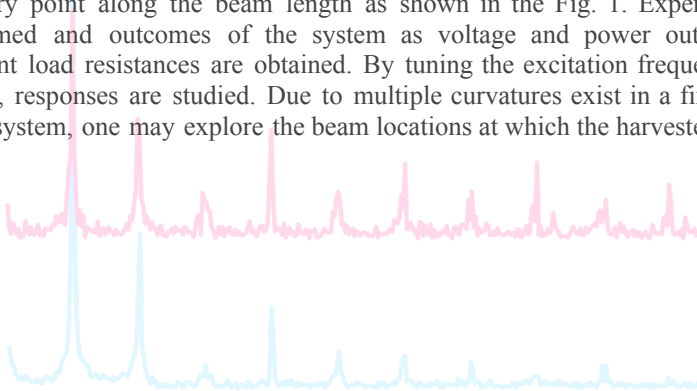 ry point along the beam length as shown in the Fig. 1. Exper
med and outcomes of the system as voltage and power out
nt load resistances are obtained. By tuning the excitation freque
, responses are studied. Due to multiple curvatures exist in a fi
system, one may explore the beam locations at which the harveste